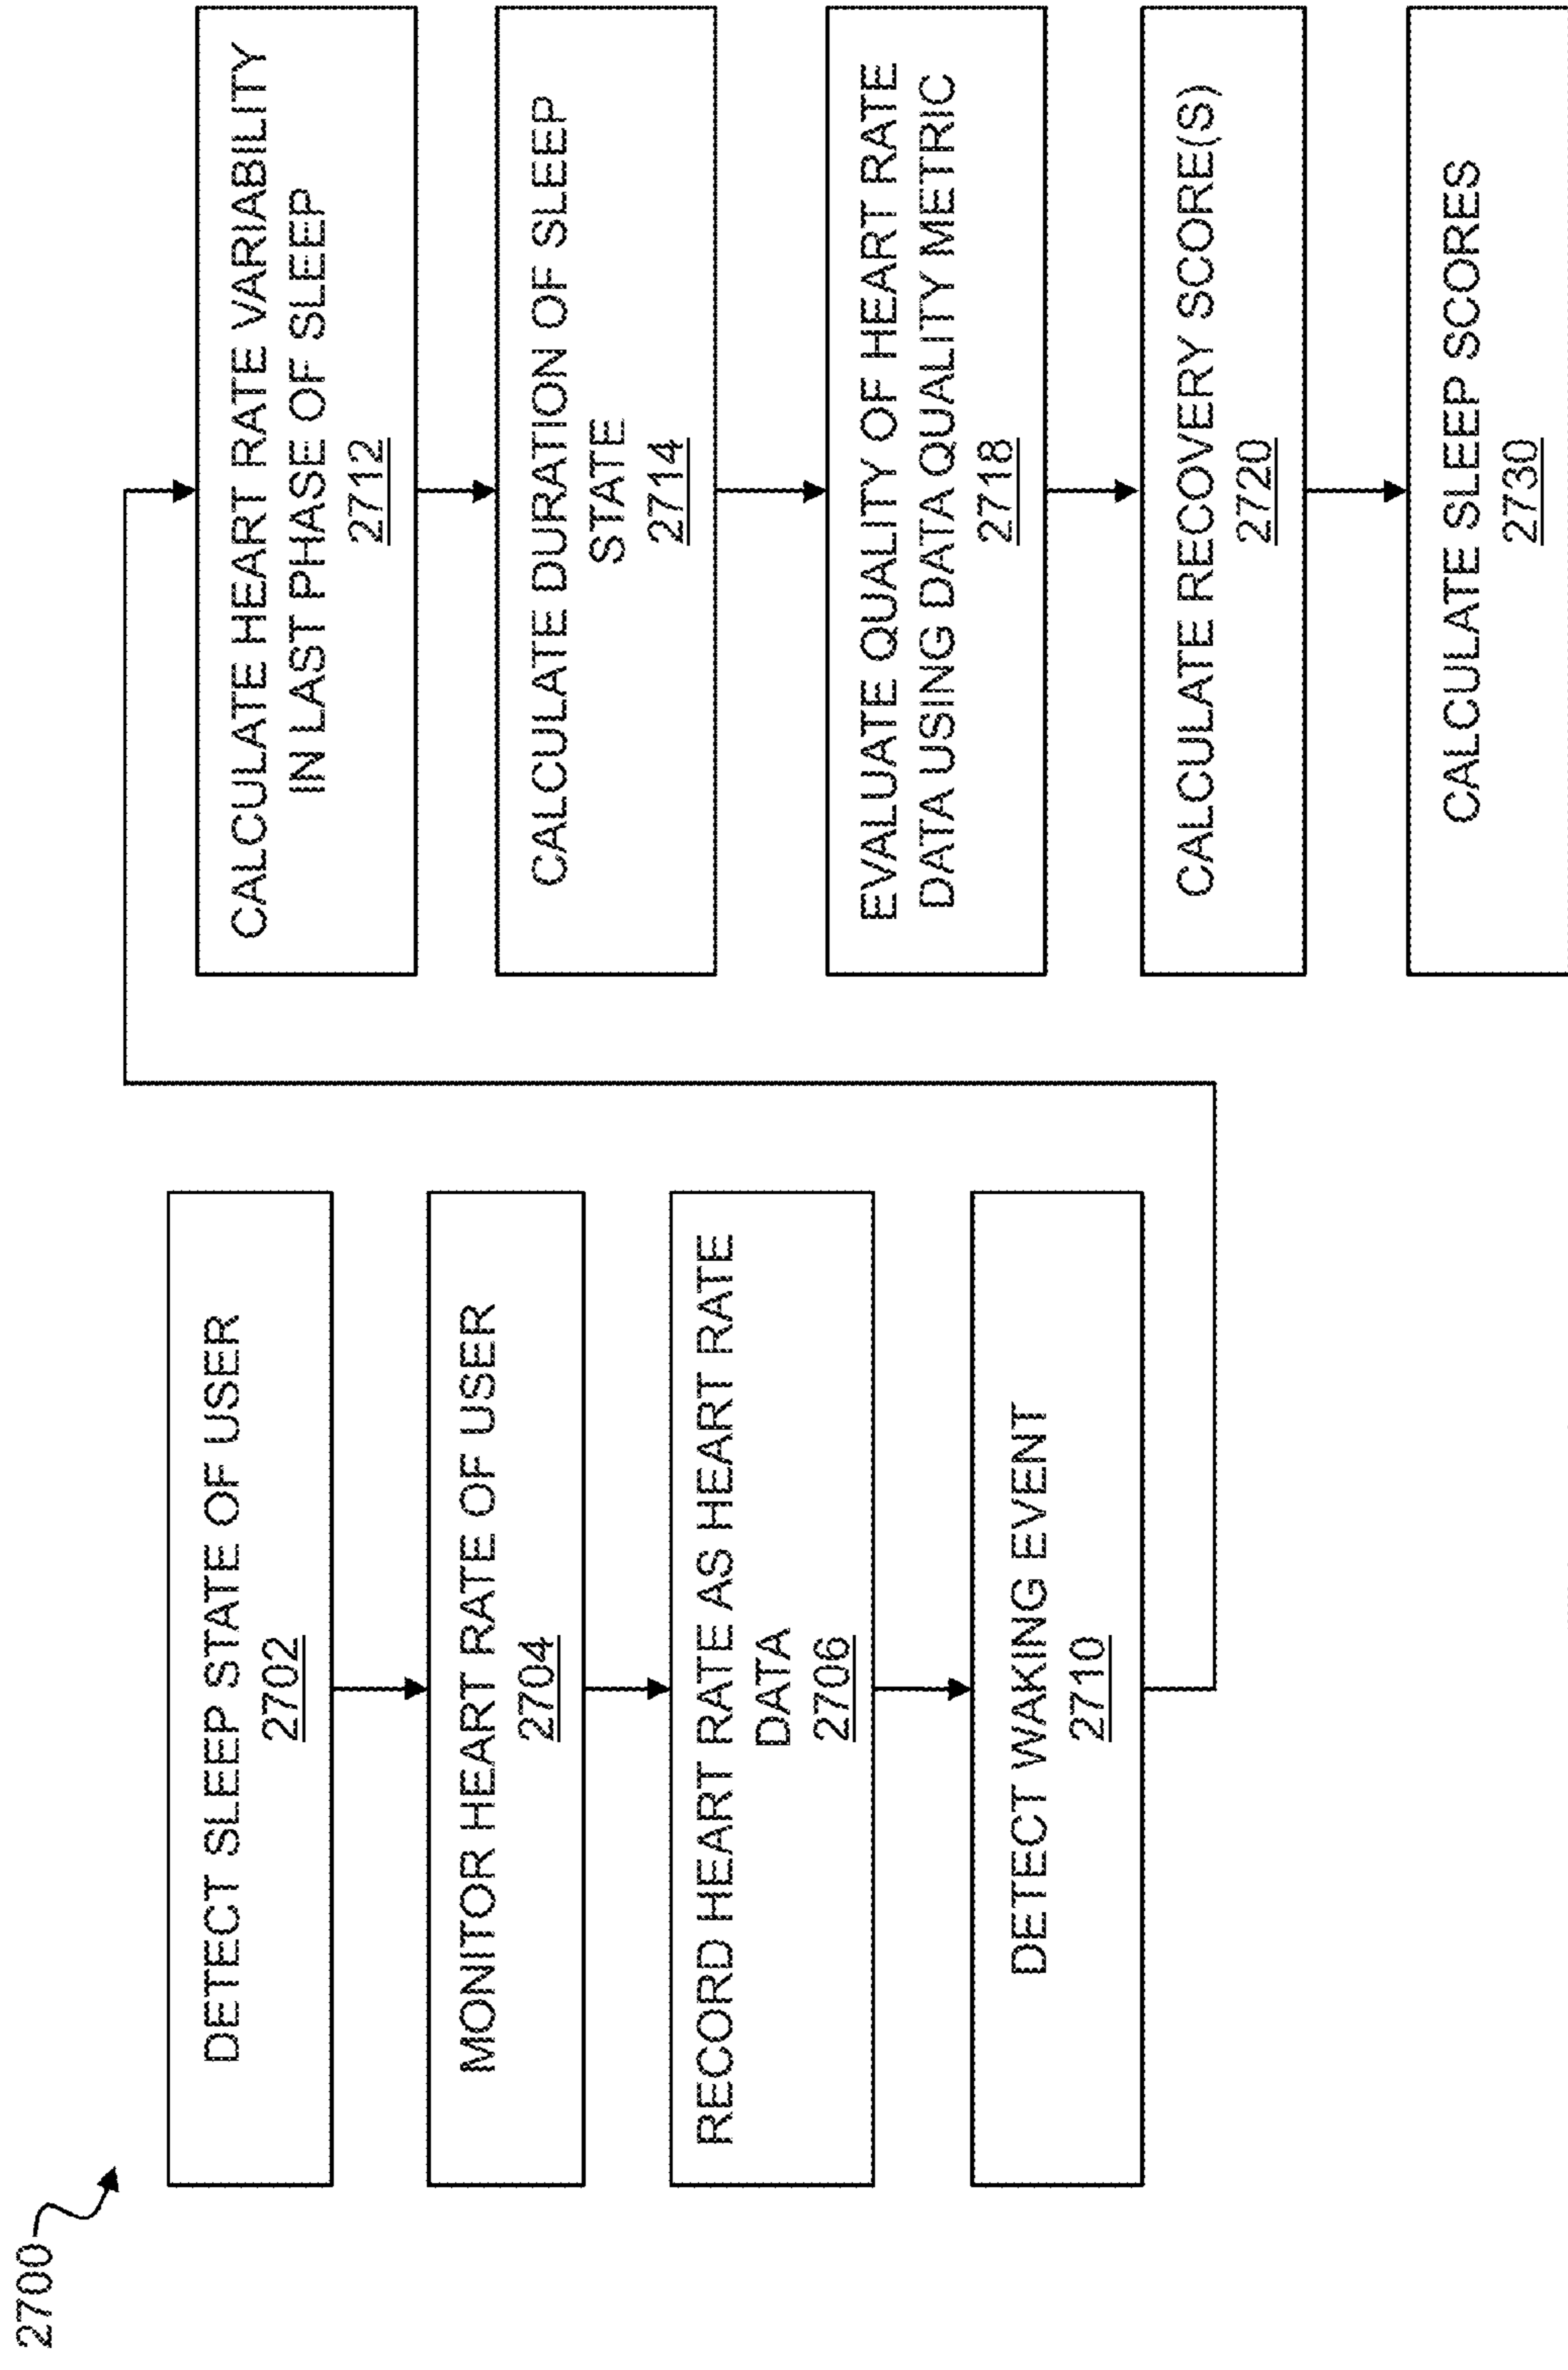 2700
DETECT SLEEP STATE OF USER
2702
MONITOR HEART RATE OF USER
2704
RECORD HEART RATE AS HEART RATE
DATA
2706
DETECT WAKING EVENT
2710
CALCULATE HEART RATE VARIABILITY
IN LAST PHASE OF SLEEP
2712
CALCULATE DURATION OF SLEEP
STATE
2714
EVALUATE QUALITY OF HEART RATE
DATA USING DATA QUALITY METRIC
2718
CALCULATE RECOVERY SCORE(S)
2720
CALCULATE SLEEP SCORES
2730